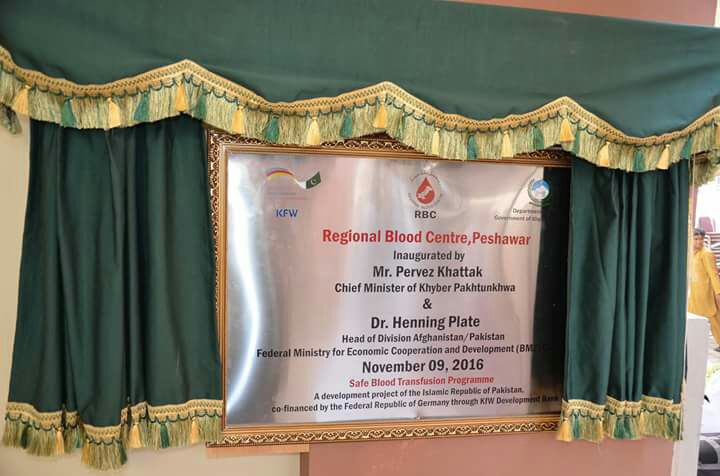 KFW
RBC
Department
Government of
Regional Blood Centre,Peshawar
Inaugurated by
Mr. Pervez Khattak
Chief Minister of Khyber Pakhtunkhwa
&
Dr. Henning Plate
Head of Division Afghanistan/Pakistan
Federal Ministry for Economic Cooperation and Development (BMZ)
November 09, 2016
Safe Blood Transfusion Programme
A development project of the Islamic Republic of Pakistan,
co-financed by the Federal Republic of Germany through KfW Development Bank